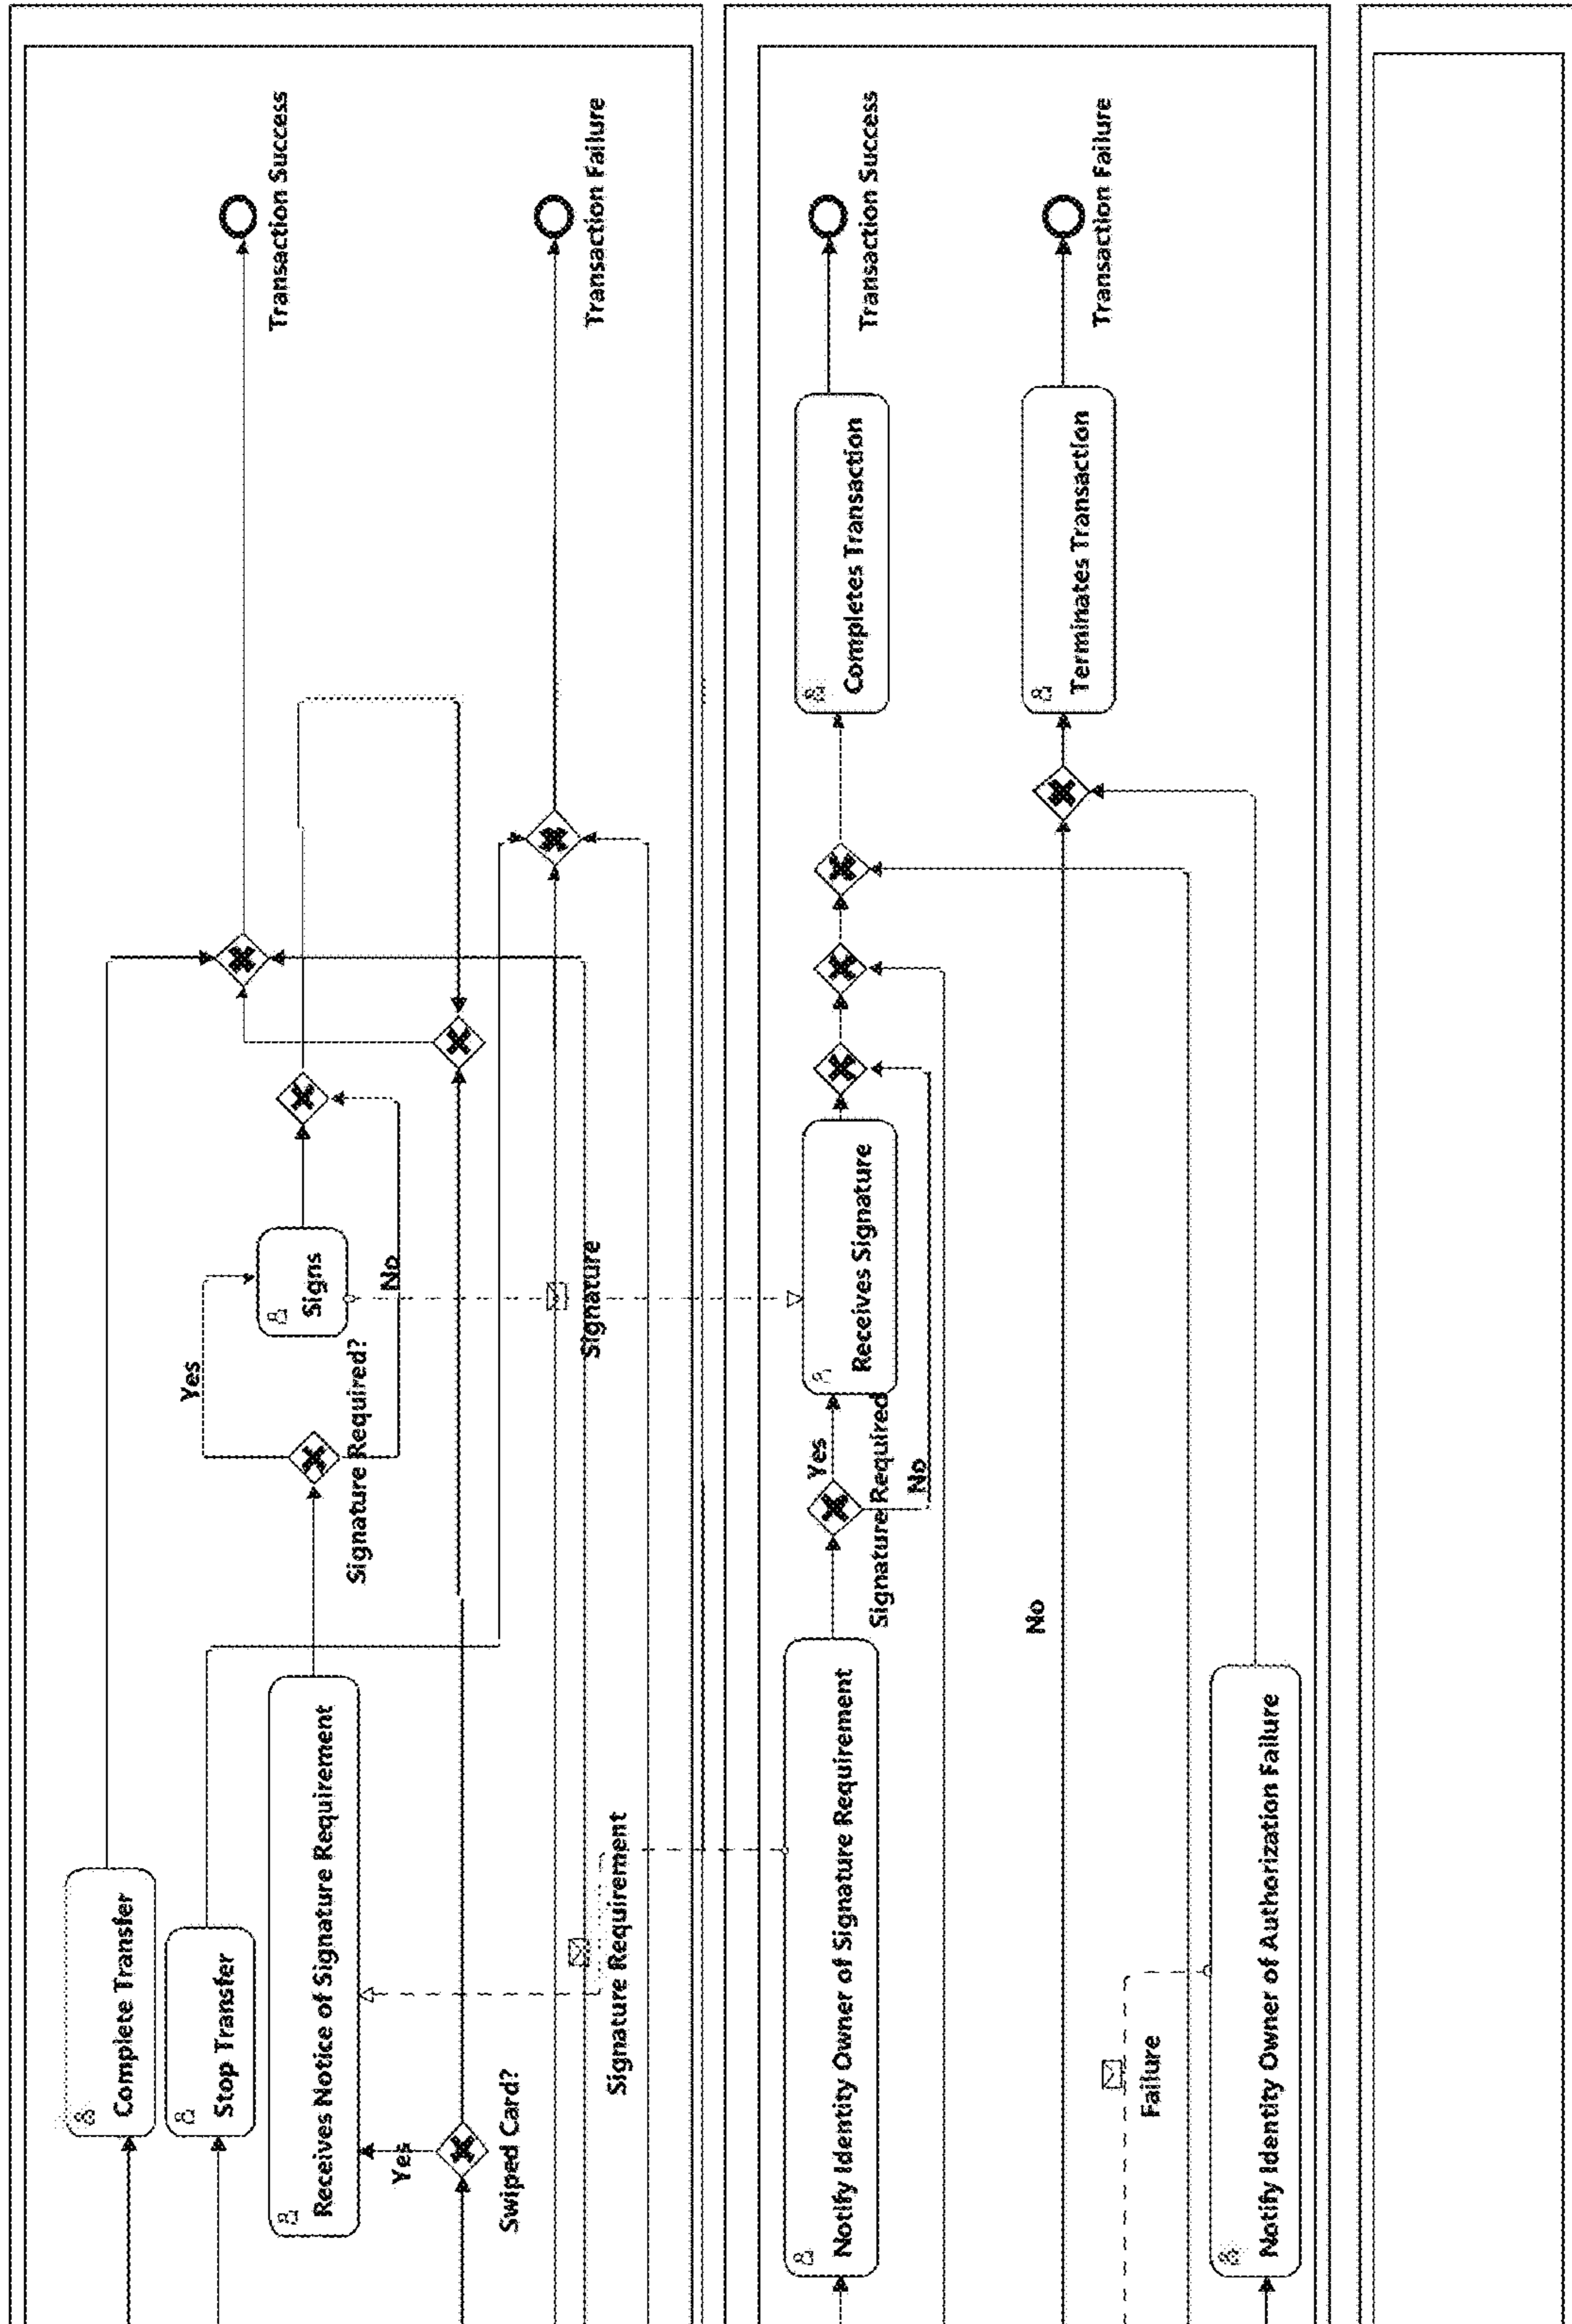 Transaction Success
Transaction Failure
Complete Transfer
Stop Transfer
Receives Notice of Signature Requirement
Yes
Swiped Card?
Signature Required?
Yes
No
Signs
Signature
Signature Requirement
Transaction Success
Transaction Failure
Completes Transaction
Terminates Transaction
Receives Signature
Yes
Signature Required
No
No
Notify Identity Owner of Signature Requirement
Failure
Notify Identity Owner of Authorization Failure